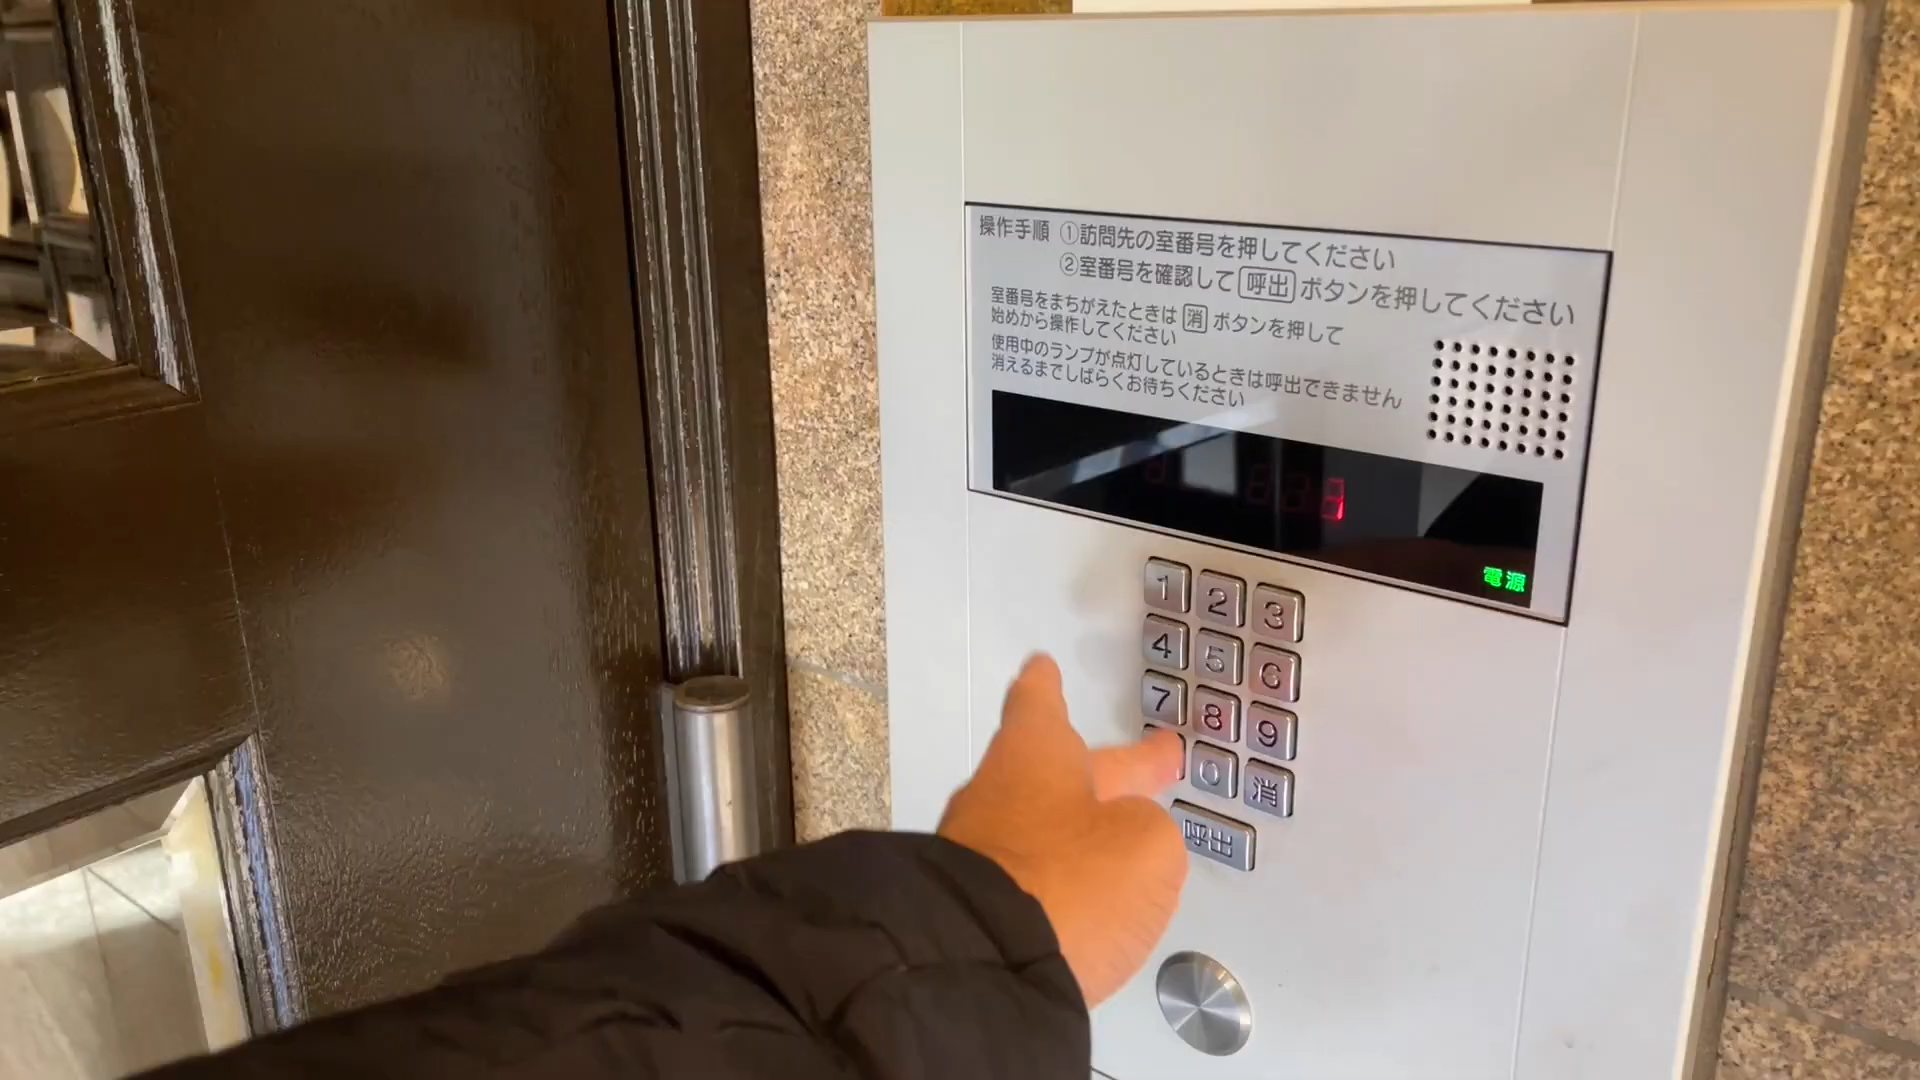 操作手順 ①訪問先の室番号を押してください
②室番号を確認して 呼出 ボタンを押してください
室番号をまちがえたときは 消 ボタンを押して
始めから操作してください
使用中のランプが点灯しているときは呼出できません
消えるまでしばらくお待ちください
電源
1 2 3
4 5 6
7 8 9
0 消
呼出